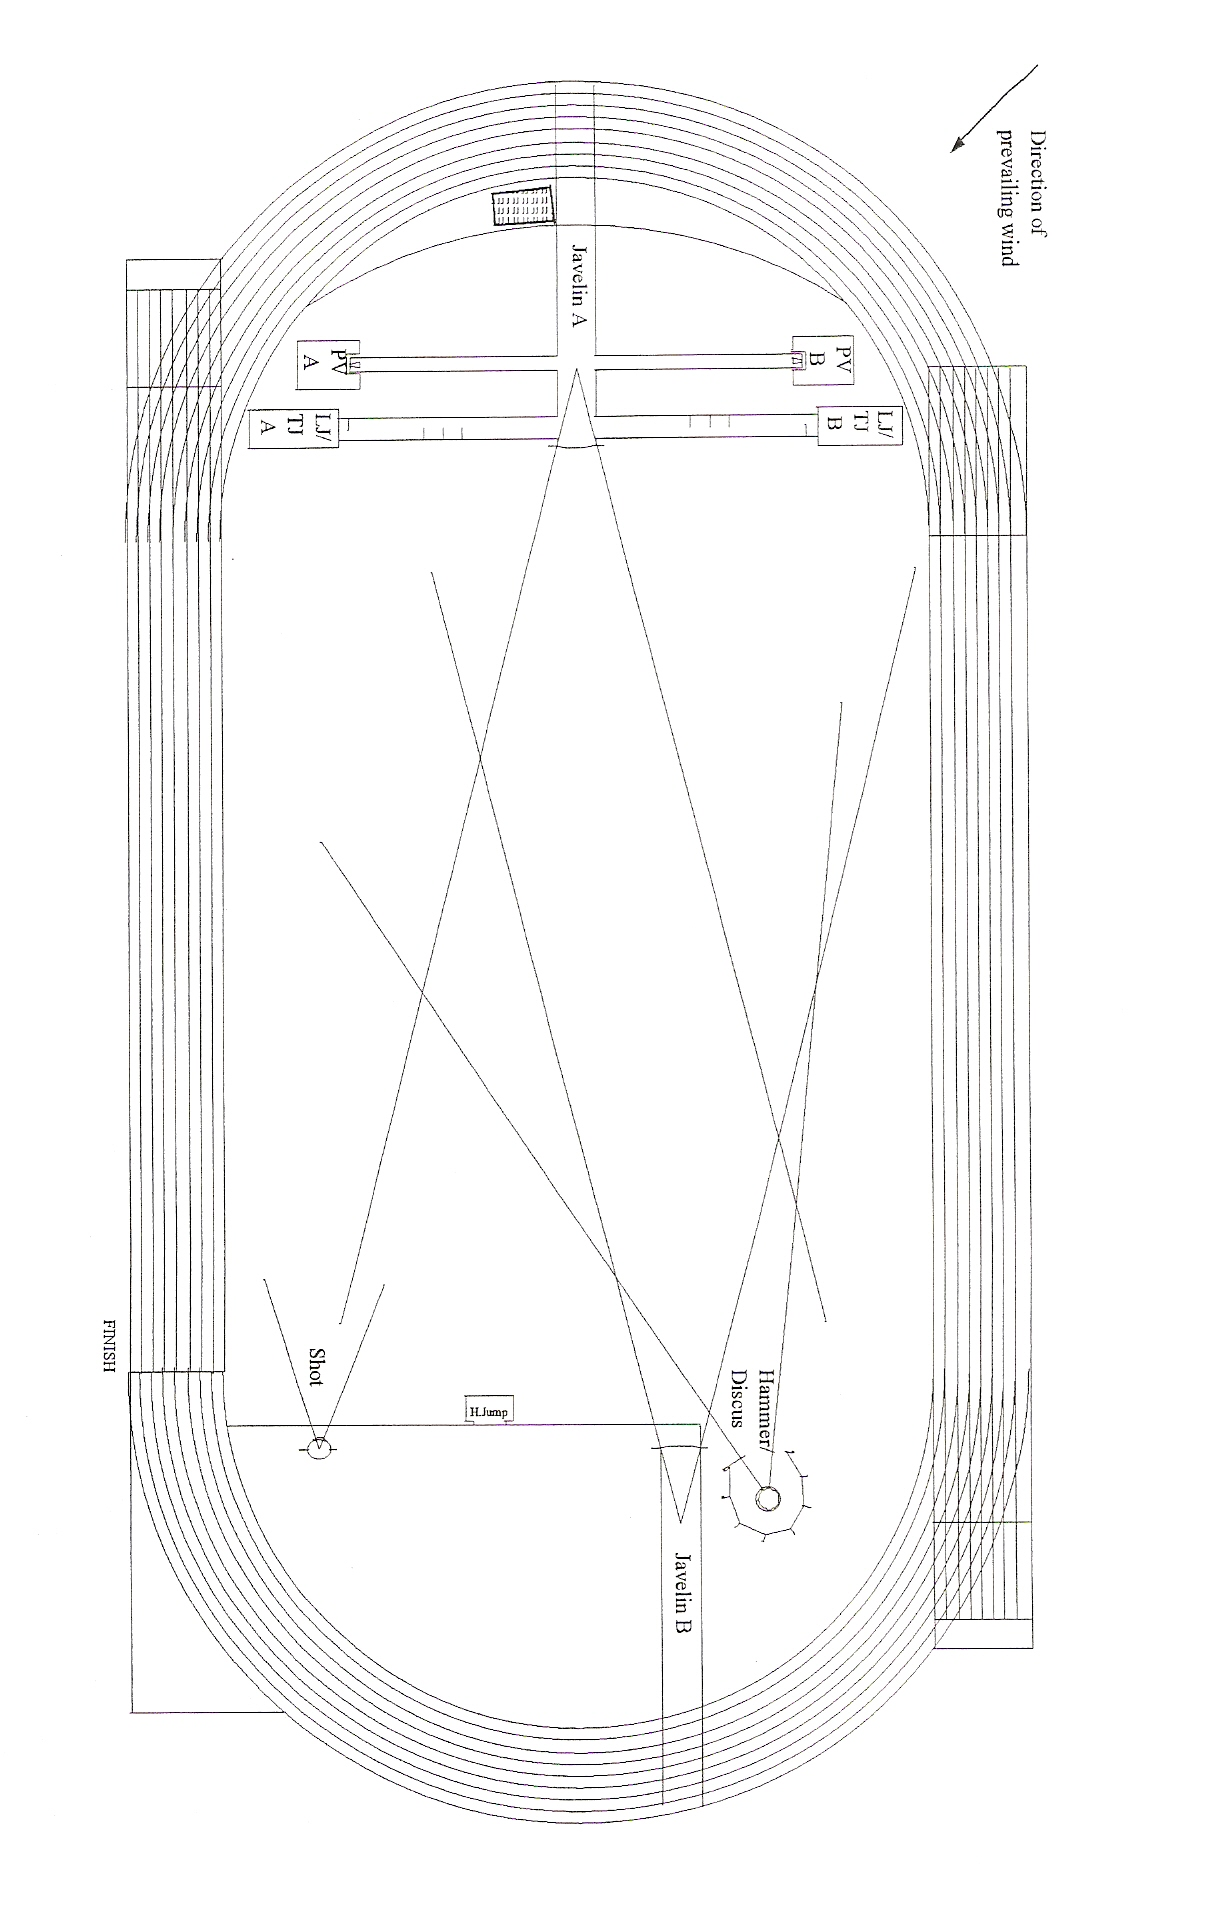 Direction of
prevailing wind
Javelin A
PV
A
PV
B
LJ/
TJ
A
LJ/
TJ
B
FINISH
Shot
H.Jump
Hammer/
Discus
Javelin B